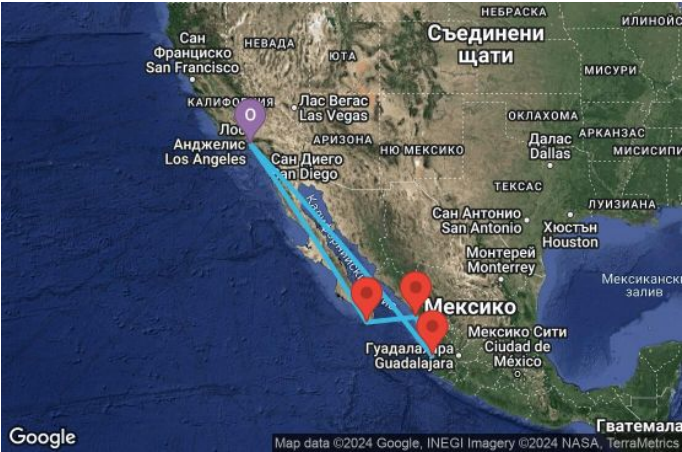 НЕБРАСКА
ИЛИНОЙС
Съединени
щати
Сан
Франциско
San Francisco
НЕВАДА
ЮТА
МИСУРИ
КАЛИФОРНИЯ
Лас Вегас
Las Vegas
O
Лос
Анджелис
Los Angeles
АРИЗОНА
НЮ МЕКСИКО
ОКЛАХОМА
АРКАНЗАС
Далас
Dallas
МИСИСИПИ
Сан Диего
San Diego
ТЕКСАС
ЛУИЗИАНА
Сан Антонио
San Antonio
Хюстън
Houston
Монтерей
Monterrey
Мексикански
залив
Мексико
Гуадалахара
Guadalajara
Мексико Сити
Ciudad de
México
Гватемала
Google
Map data ©2024 Google, INEGI Imagery ©2024 NASA, TerraMetrics